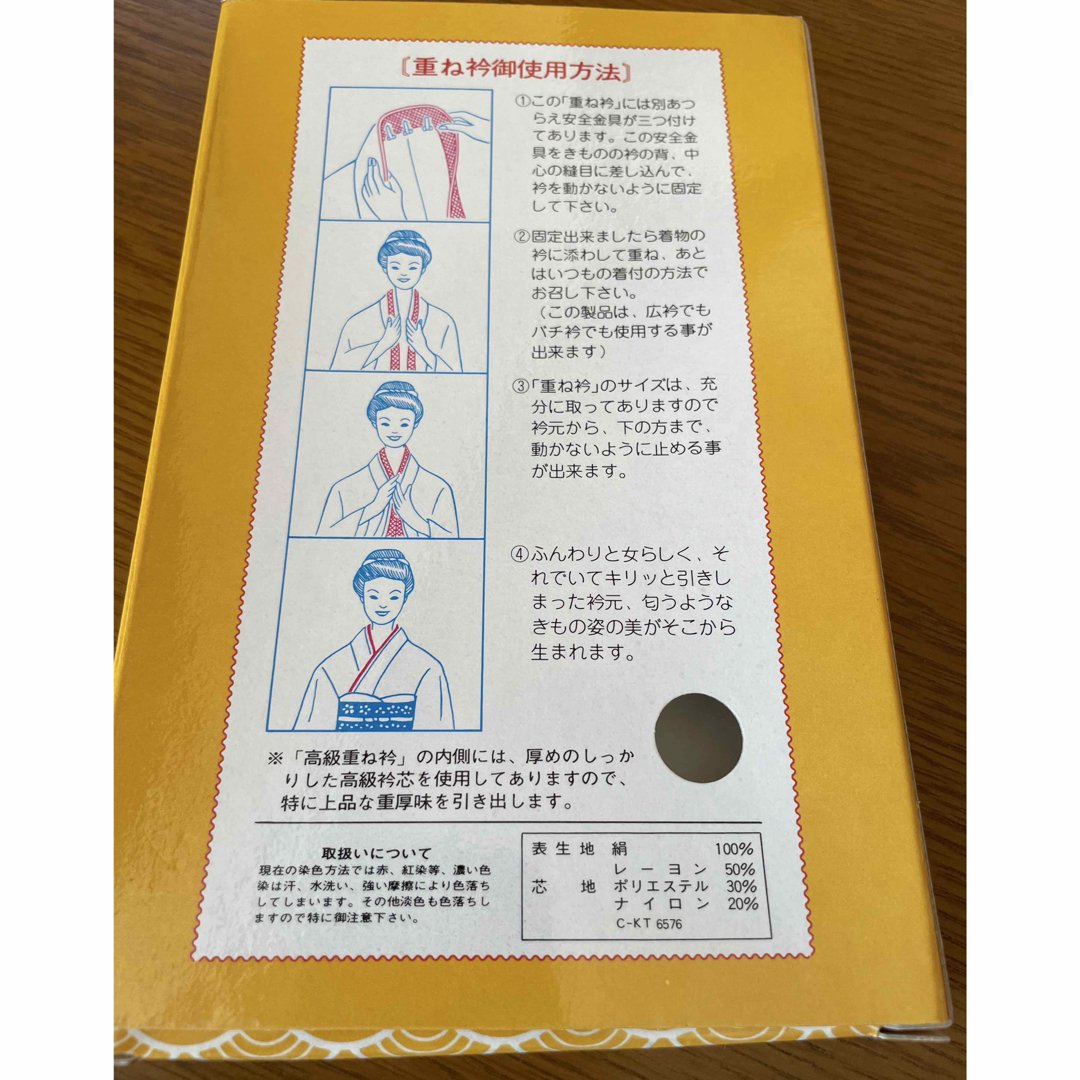 〔重ね衿御使用方法〕
①この「重ね衿」には別あつ
らえ安全金具が三つ付け
てあります。この安全金
具をきものの衿の背、中
心の縫目に差し込んで、
衿を動かないように固定
して下さい。
②固定出来ましたら着物の
衿に添わして重ね、あと
はいつもの着付の方法で
お召し下さい。
(この製品は、広衿でも
バチ衿でも使用する事が
出来ます)
③「重ね衿」のサイズは、充
分に取ってありますので
衿元から、下の方まで、
動かないように止める事
が出来ます。
④ふんわりと女らしく、そ
れでいてキリッと引きし
まった衿元、匂うような
きもの姿の美がそこから
生まれます。
※「高級重ね衿」の内側には、厚めのしっか
りした高級衿芯を使用してありますので、
特に上品な重厚味を引き出します。
取扱いについて
現在の染色方法では赤、紅染等、濃い色
染は汗、水洗い、強い摩擦により色落ち
してしまいます。その他淡色も色落ちし
ますので特に御注意下さい。
表生地 絹 100%
レーヨン 50%
芯地 ポリエステル 30%
ナイロン 20%
C-KT 6576